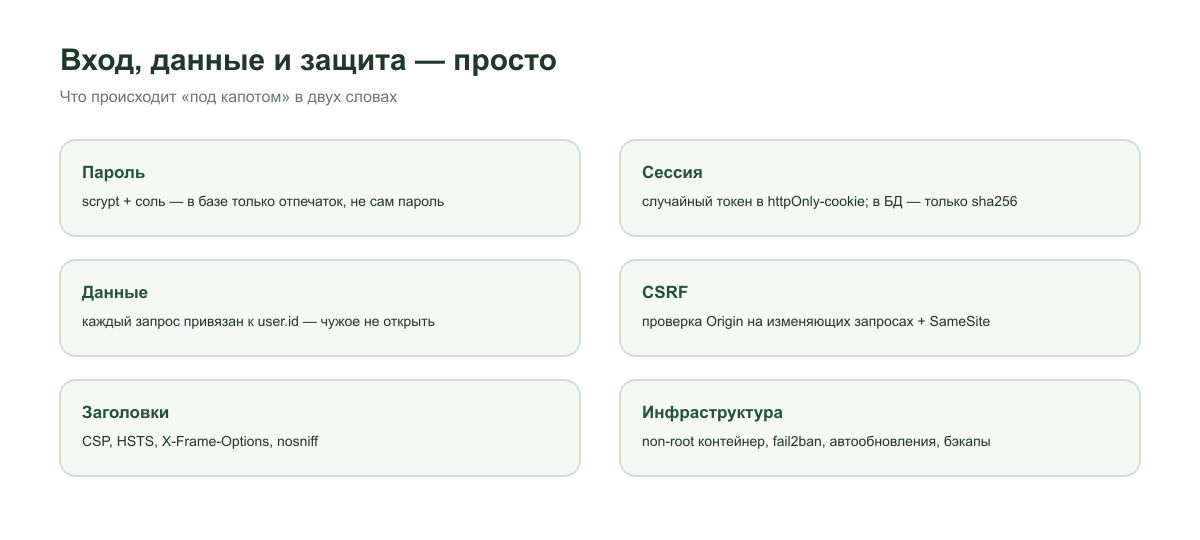 Вход, данные и защита — просто
Что происходит «под капотом» в двух словах
Пароль
scrypt + соль — в базе только отпечаток, не сам пароль
Сессия
случайный токен в httpOnly-cookie; в БД — только sha256
Данные
каждый запрос привязан к user.id — чужое не открыть
CSRF
проверка Origin на изменяющих запросах + SameSite
Заголовки
CSP, HSTS, X-Frame-Options, nosniff
Инфраструктура
non-root контейнер, fail2ban, автообновления, бэкапы